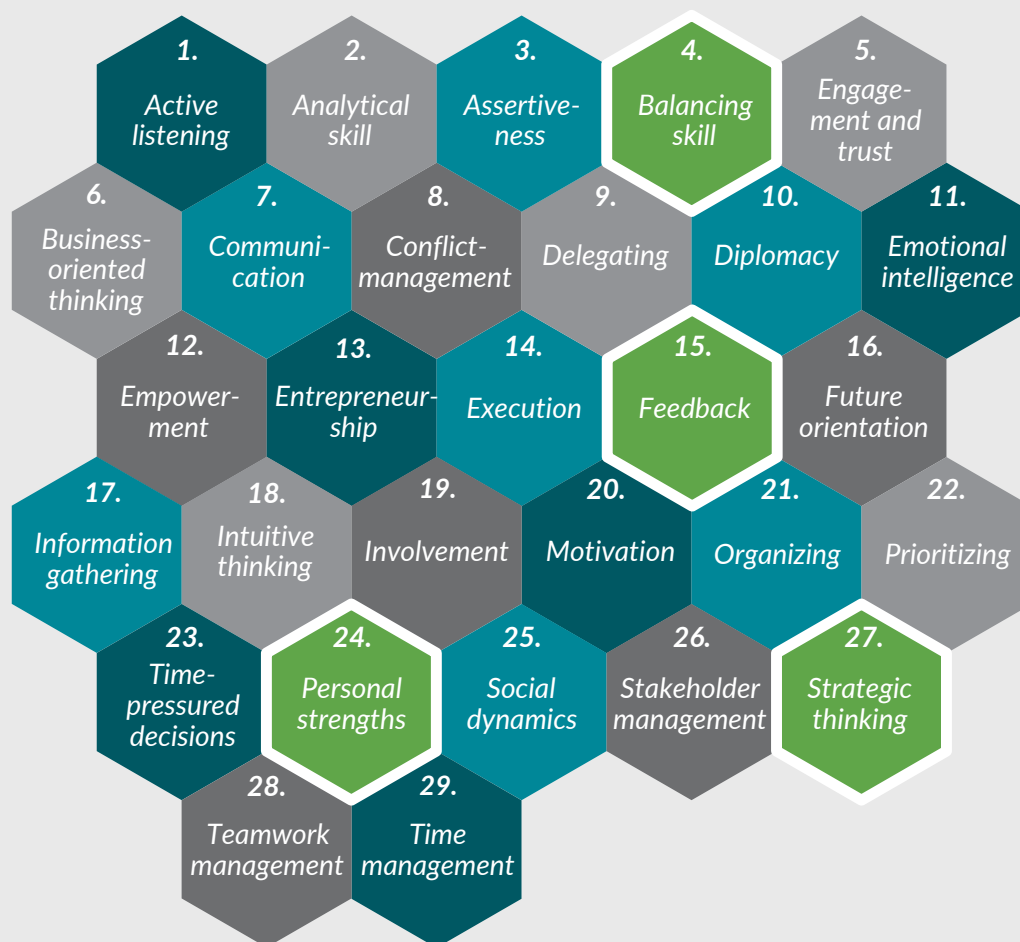 1.
Active
listening
2.
Analytical
skill
3.
Assertive-
ness
4.
Balancing
skill
5.
Engage-
ment and
trust
6.
Business-
oriented
thinking
7.
Communi-
cation
8.
Conflict-
management
9.
Delegating
10.
Diplomacy
11.
Emotional
intelligence
12.
Empower-
ment
13.
Entrepreneur-
ship
14.
Execution
15.
Feedback
16.
Future
orientation
17.
Information
gathering
18.
Intuitive
thinking
19.
Involvement
20.
Motivation
21.
Organizing
22.
Prioritizing
23.
Time-
pressured
decisions
24.
Personal
strengths
25.
Social
dynamics
26.
Stakeholder
management
27.
Strategic
thinking
28.
Teamwork
management
29.
Time
management